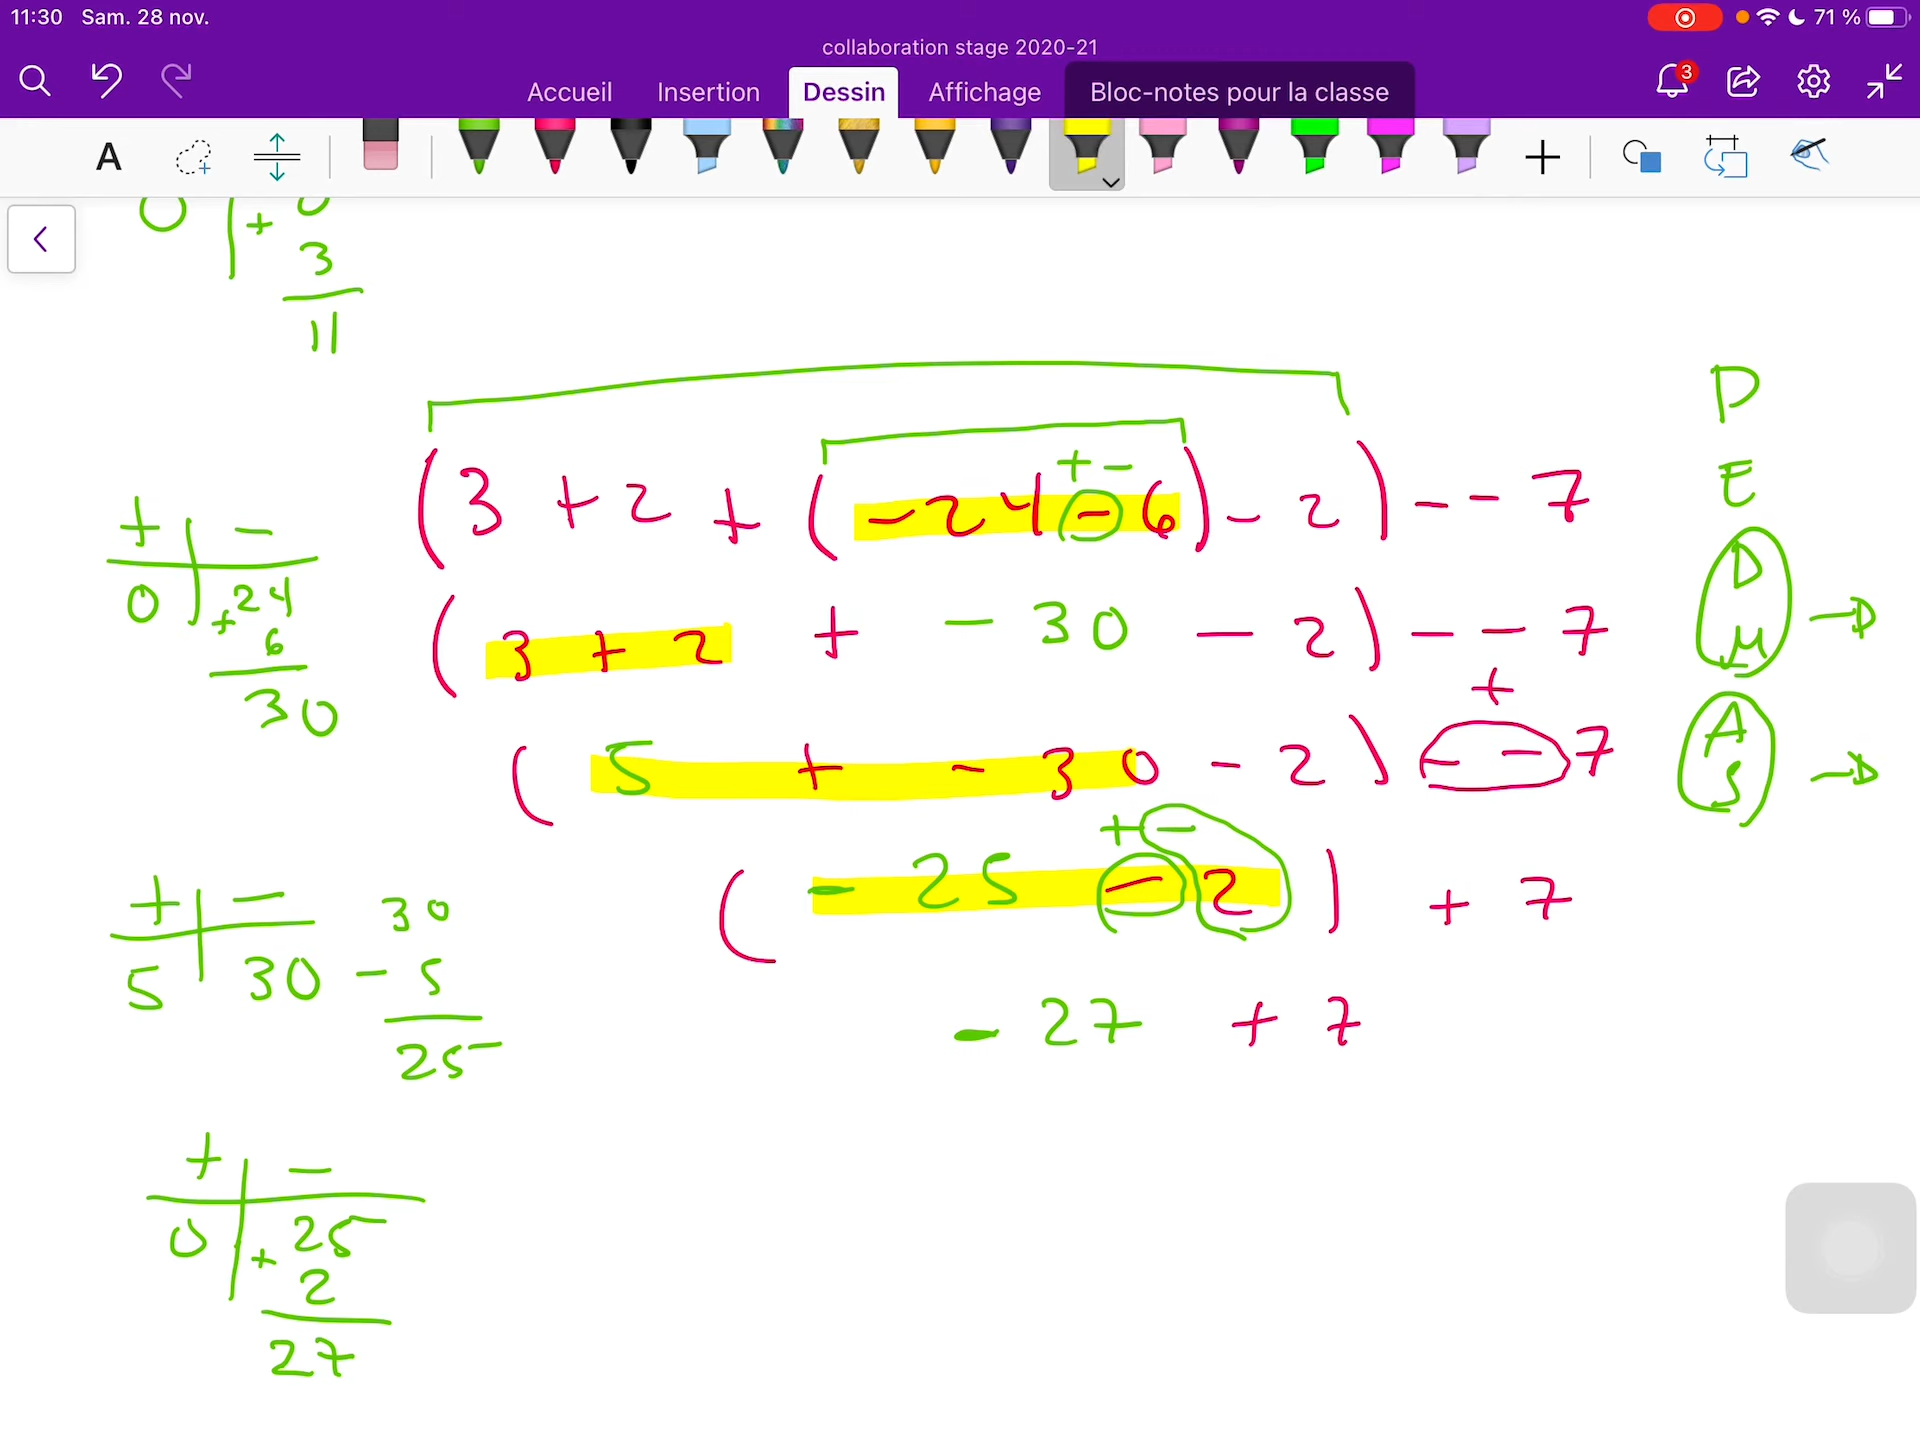 11:30 Sam. 28 nov.
71 %
collaboration stage 2020-21
Accueil Insertion Dessin Affichage Bloc-notes pour la classe
3
A
0 +
3
11
+ -
(3 + 2 + (-24 - 6) - 2) - - 7
( 3 + 2 + - 30 - 2) - - 7
+
( 5 + - 30 - 2) - - 7
+ -
( - 25 - 2 ) + 7
- 27 + 7
+ -
0 + 24
6
30
+ -
5 30
30
- 5
25
+ -
0 + 25
2
27
P
E
D
M
A
S